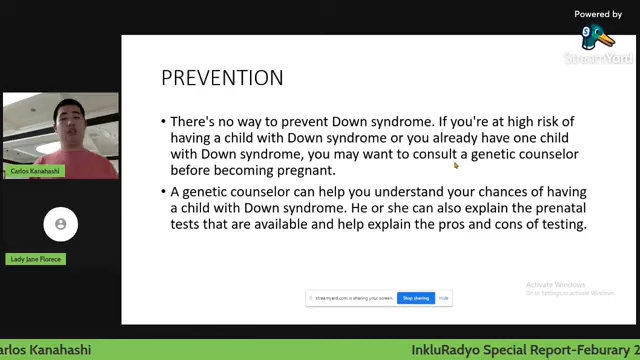 Powered by
StreamYard
PREVENTION
• There's no way to prevent Down syndrome. If you're at high risk of
having a child with Down syndrome or you already have one child
with Down syndrome, you may want to consult a genetic counselor
before becoming pregnant.
• A genetic counselor can help you understand your chances of having
a child with Down syndrome. He or she can also explain the prenatal
tests that are available and help explain the pros and cons of testing.
Carlos Kanahashi
Lady Jane Florece
Activate Windows
Go to Settings to activate Windows.
streamyard.com is sharing your screen.
Stop sharing
Hide
arlos Kanahashi
InkluRadyo Special Report-Feburary 2